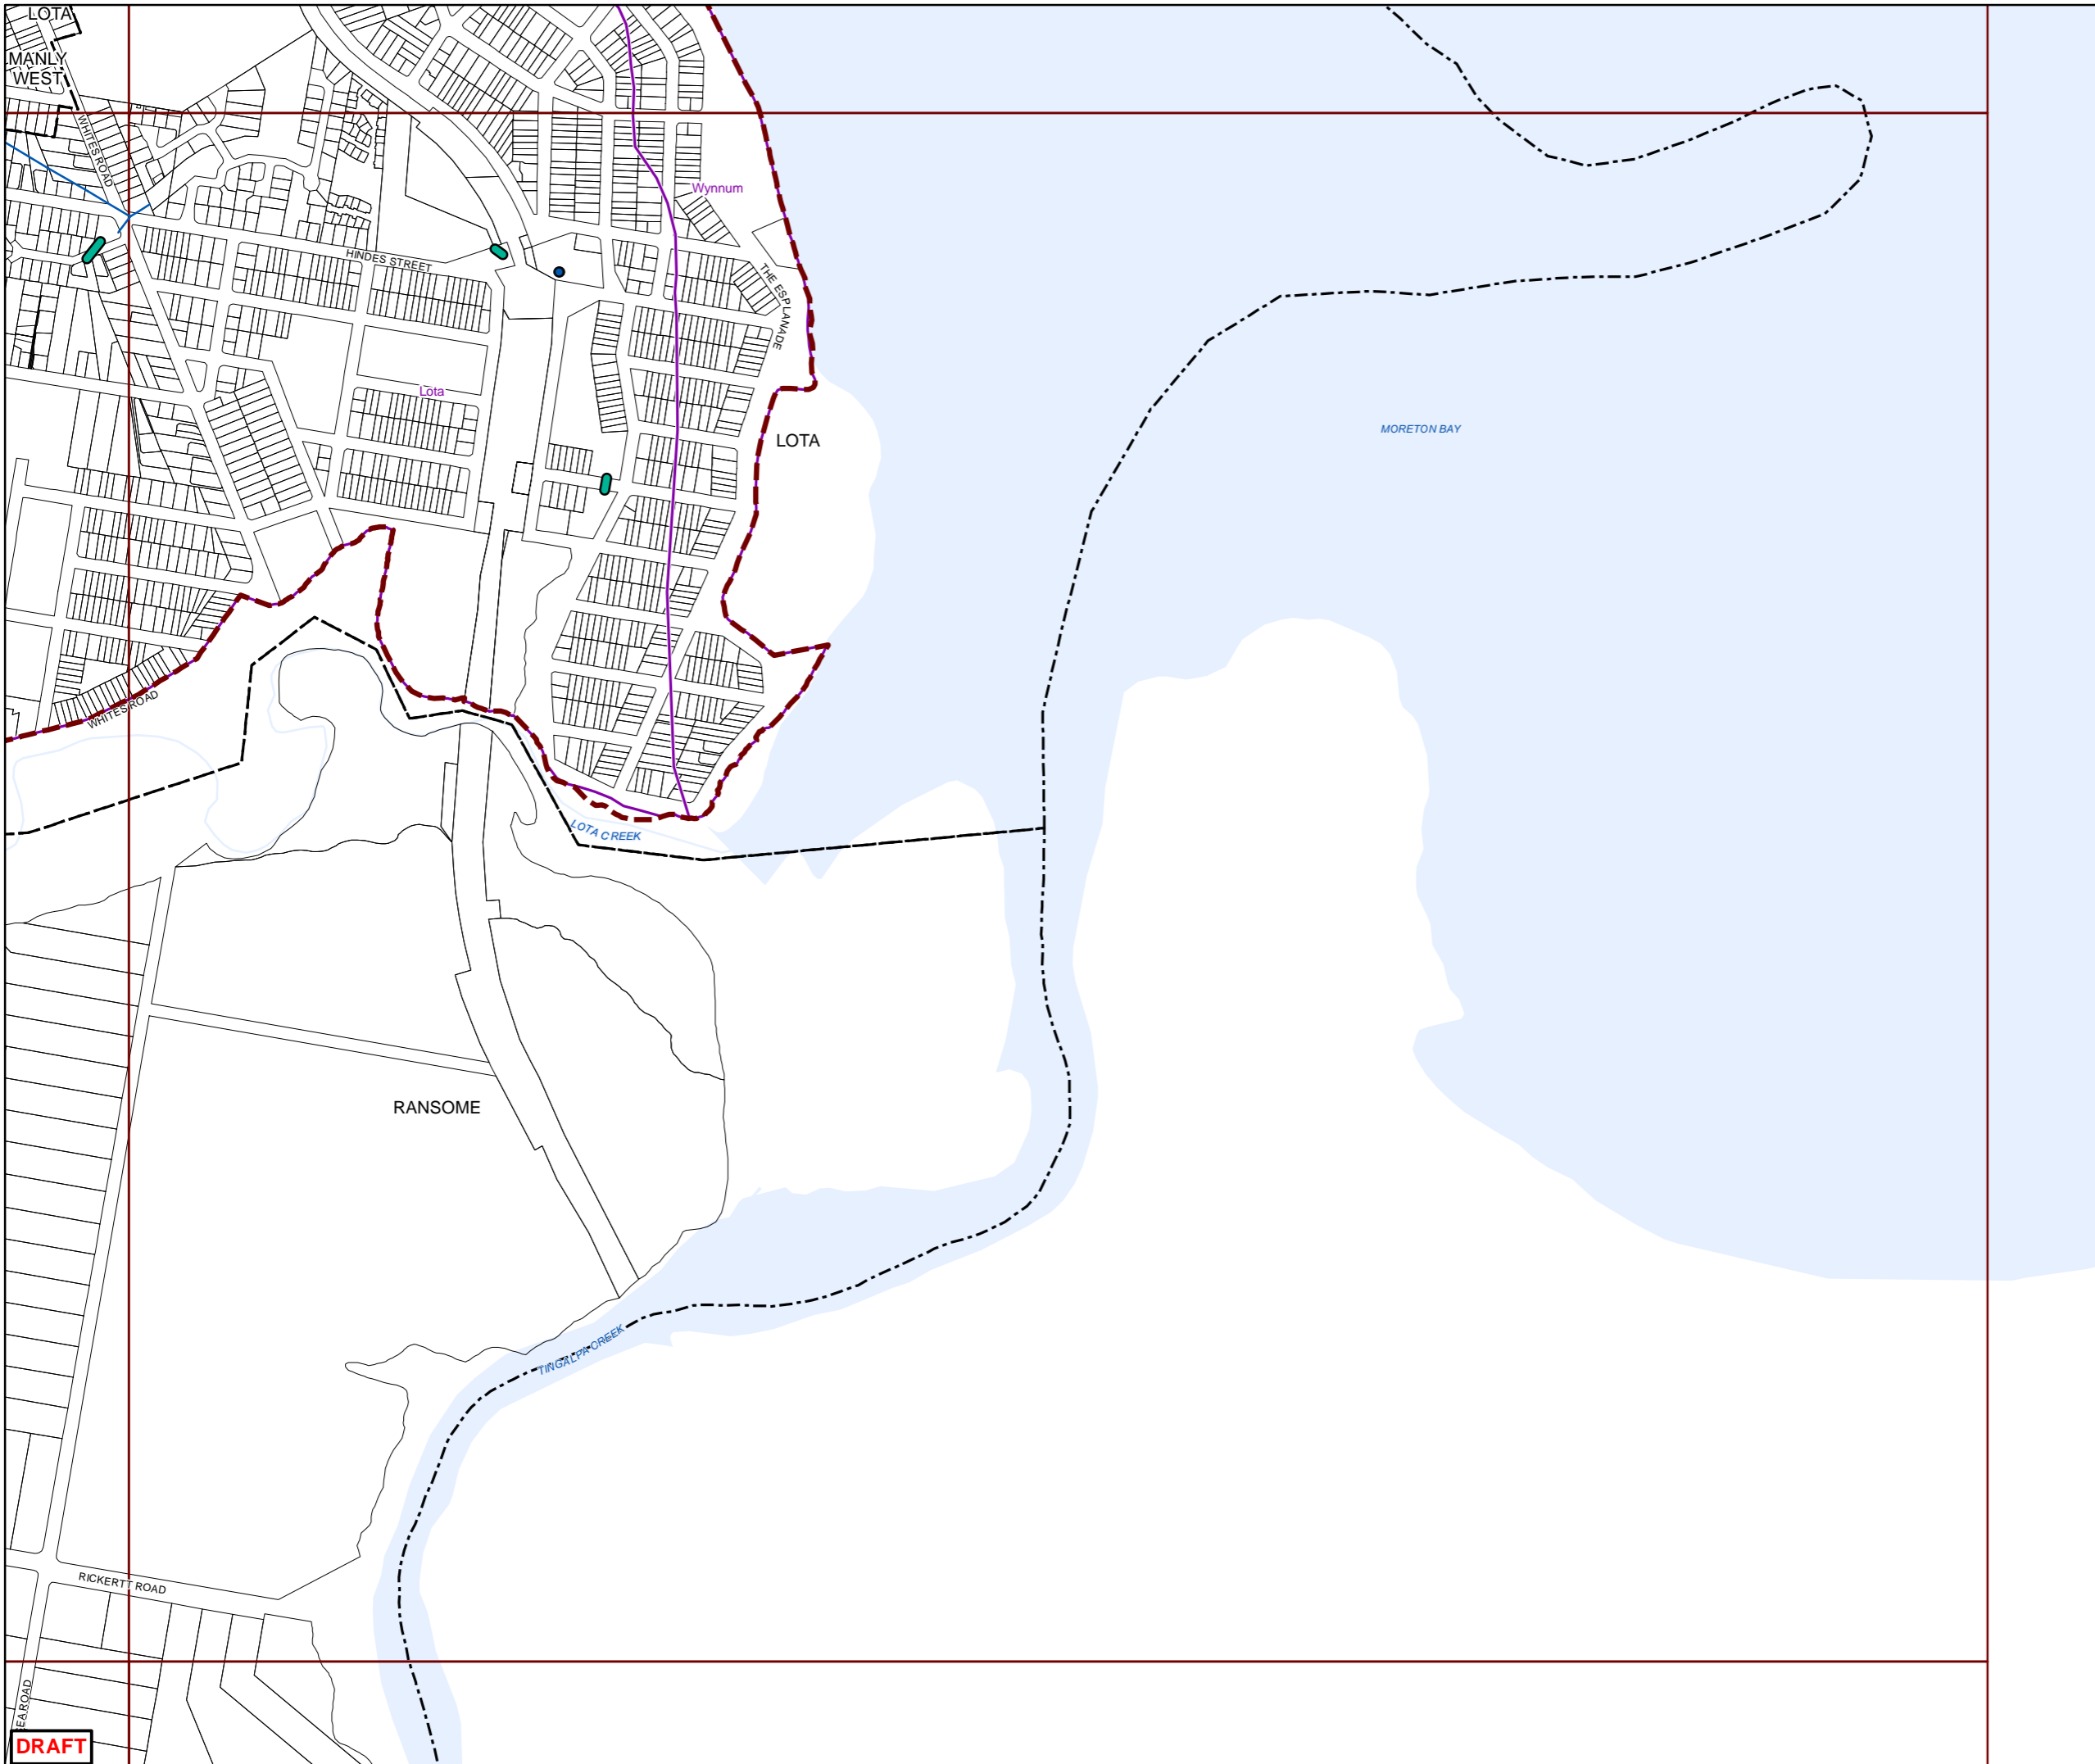 LOTA
MANLY
WEST
WHITES ROAD
Wynnum
HINDES STREET
THE ESPLANADE
Lota
LOTA
MORETON BAY
WHITES ROAD
LOTA CREEK
RANSOME
TINGALPA CREEK
RICKERTT ROAD
ROAD
DRAFT